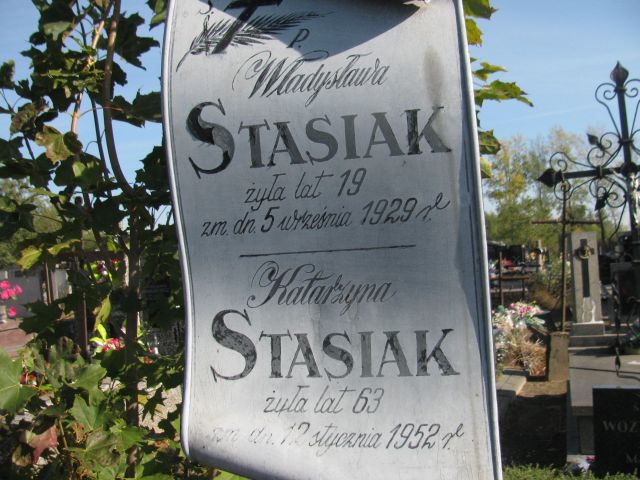 Ś. P.
Władysława
STASIAK
żyła lat 19
zm. dn. 5 września 1929 r.
Katarzyna
STASIAK
żyła lat 63
zm. dn. 12 stycznia 1952 r.
WOŹ